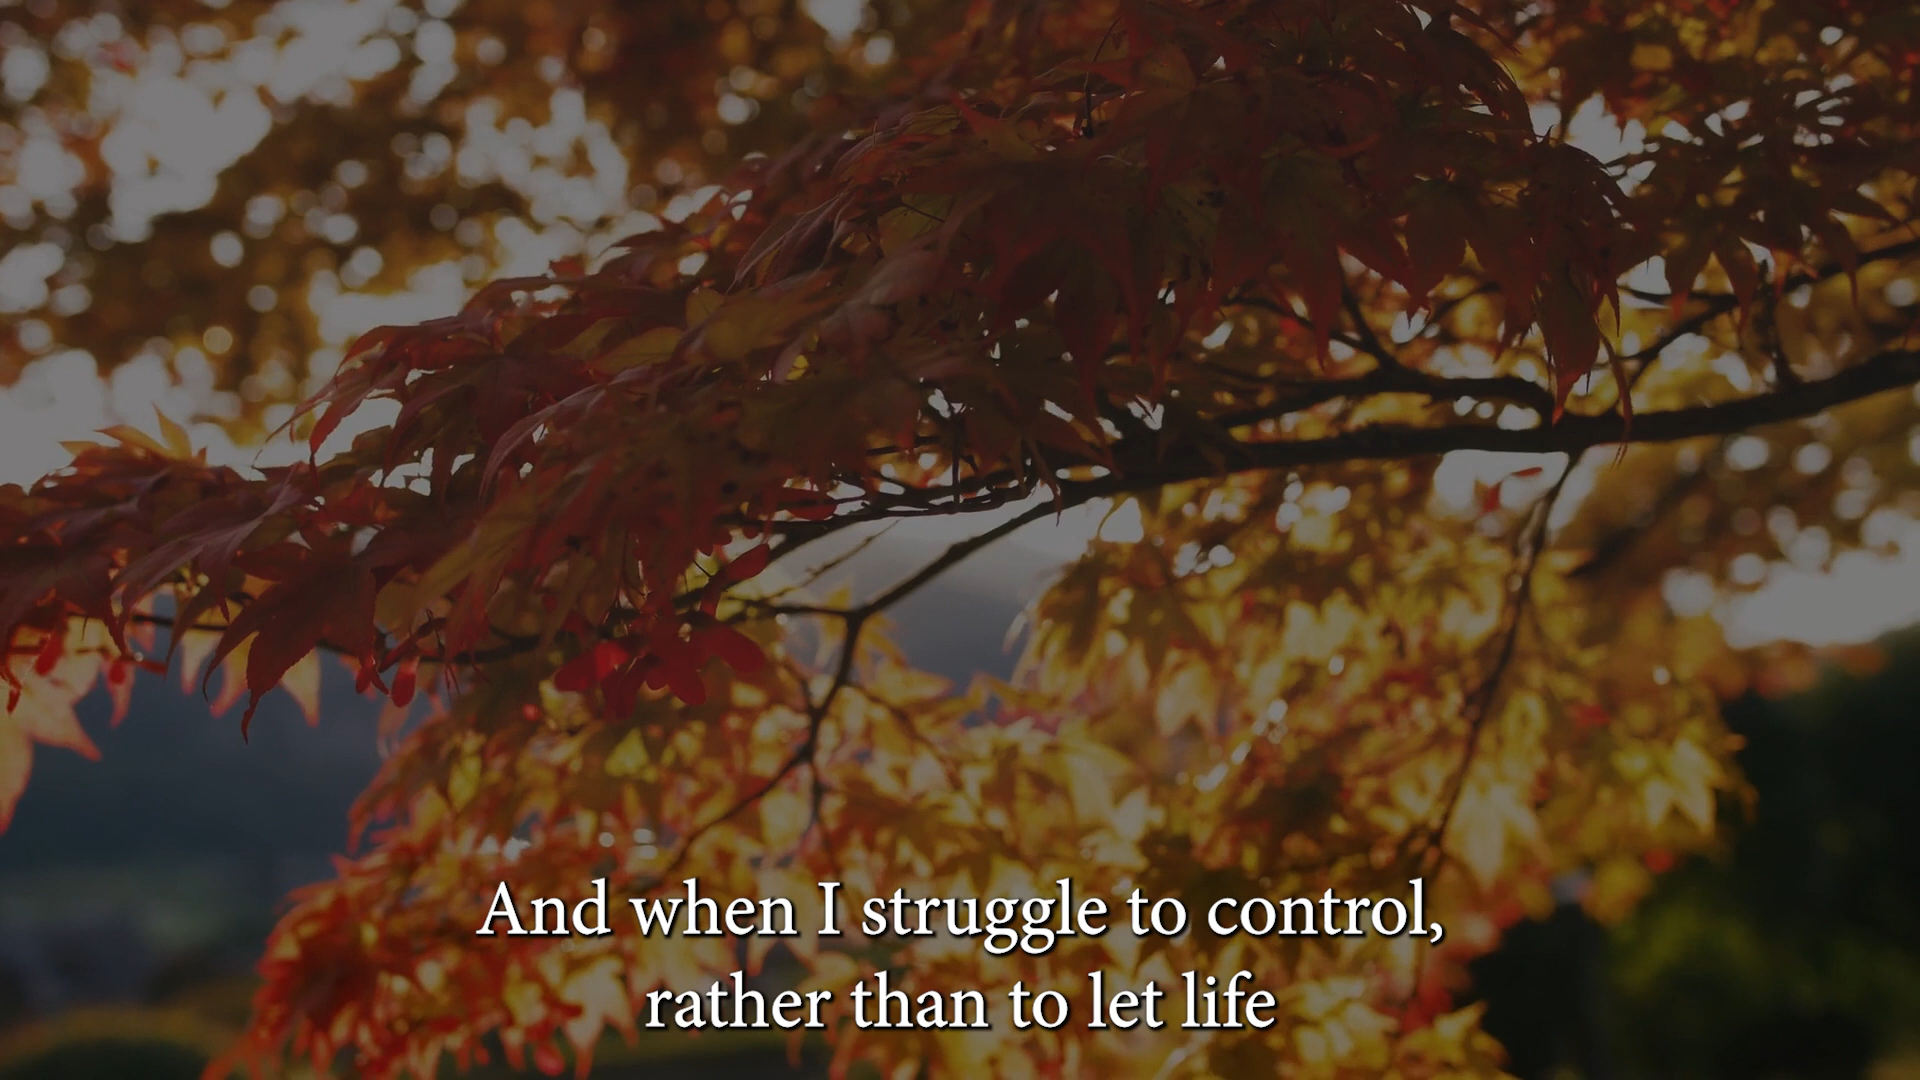 And when I struggle to control,
rather than to let life